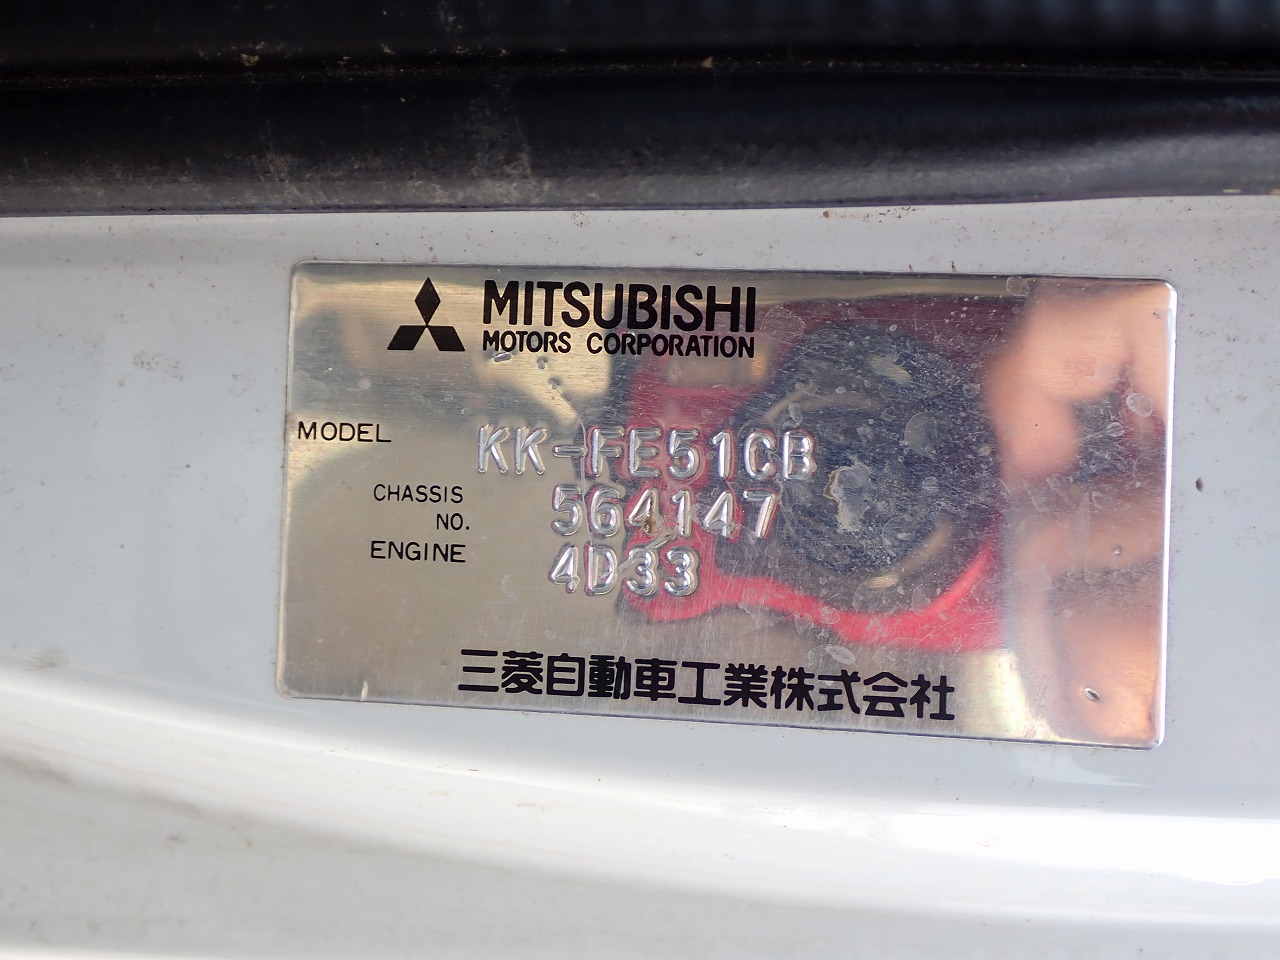 MITSUBISHI
MOTORS CORPORATION
MODEL KK-FE51CB
CHASSIS NO. 564147
ENGINE 4D33
三菱自動車工業株式会社